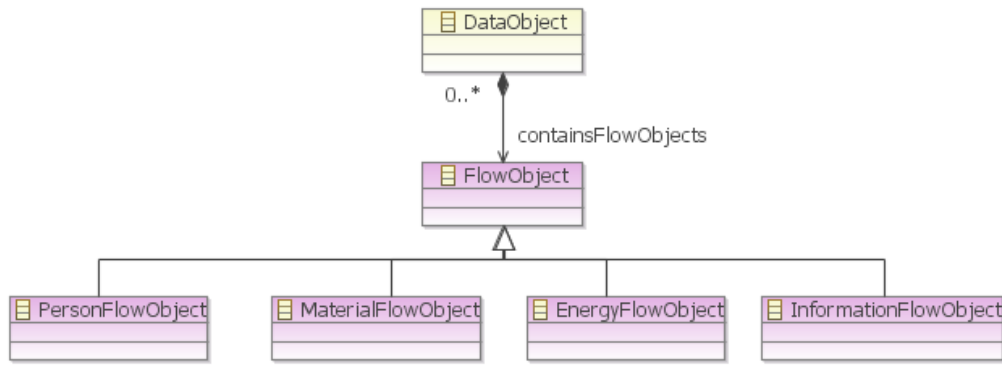 DataObject
0..*
containsFlowObjects
FlowObject
PersonFlowObject
MaterialFlowObject
EnergyFlowObject
InformationFlowObject